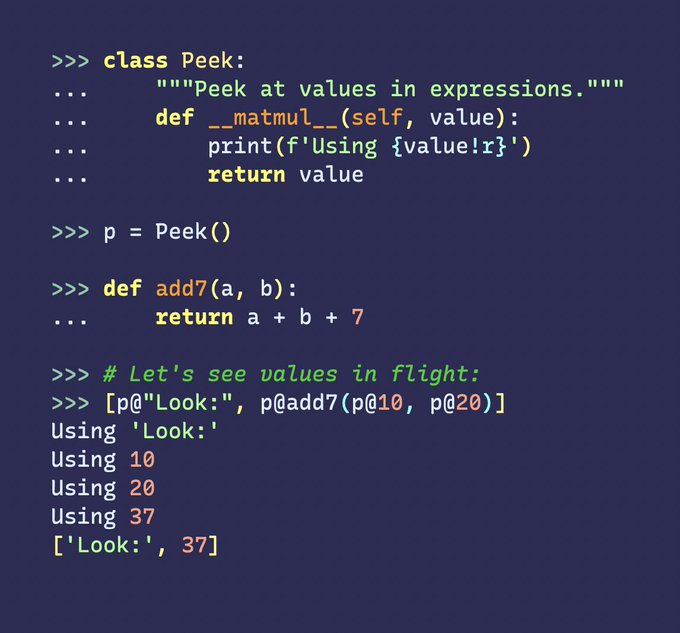 >>> class Peek:
...     """Peek at values in expressions."""
...     def __matmul__(self, value):
...         print(f'Using {value!r}')
...         return value
>>> p = Peek()
>>> def add7(a, b):
...     return a + b + 7
>>> # Let's see values in flight:
>>> [p@"Look:", p@add7(p@10, p@20)]
Using 'Look:'
Using 10
Using 20
Using 37
['Look:', 37]